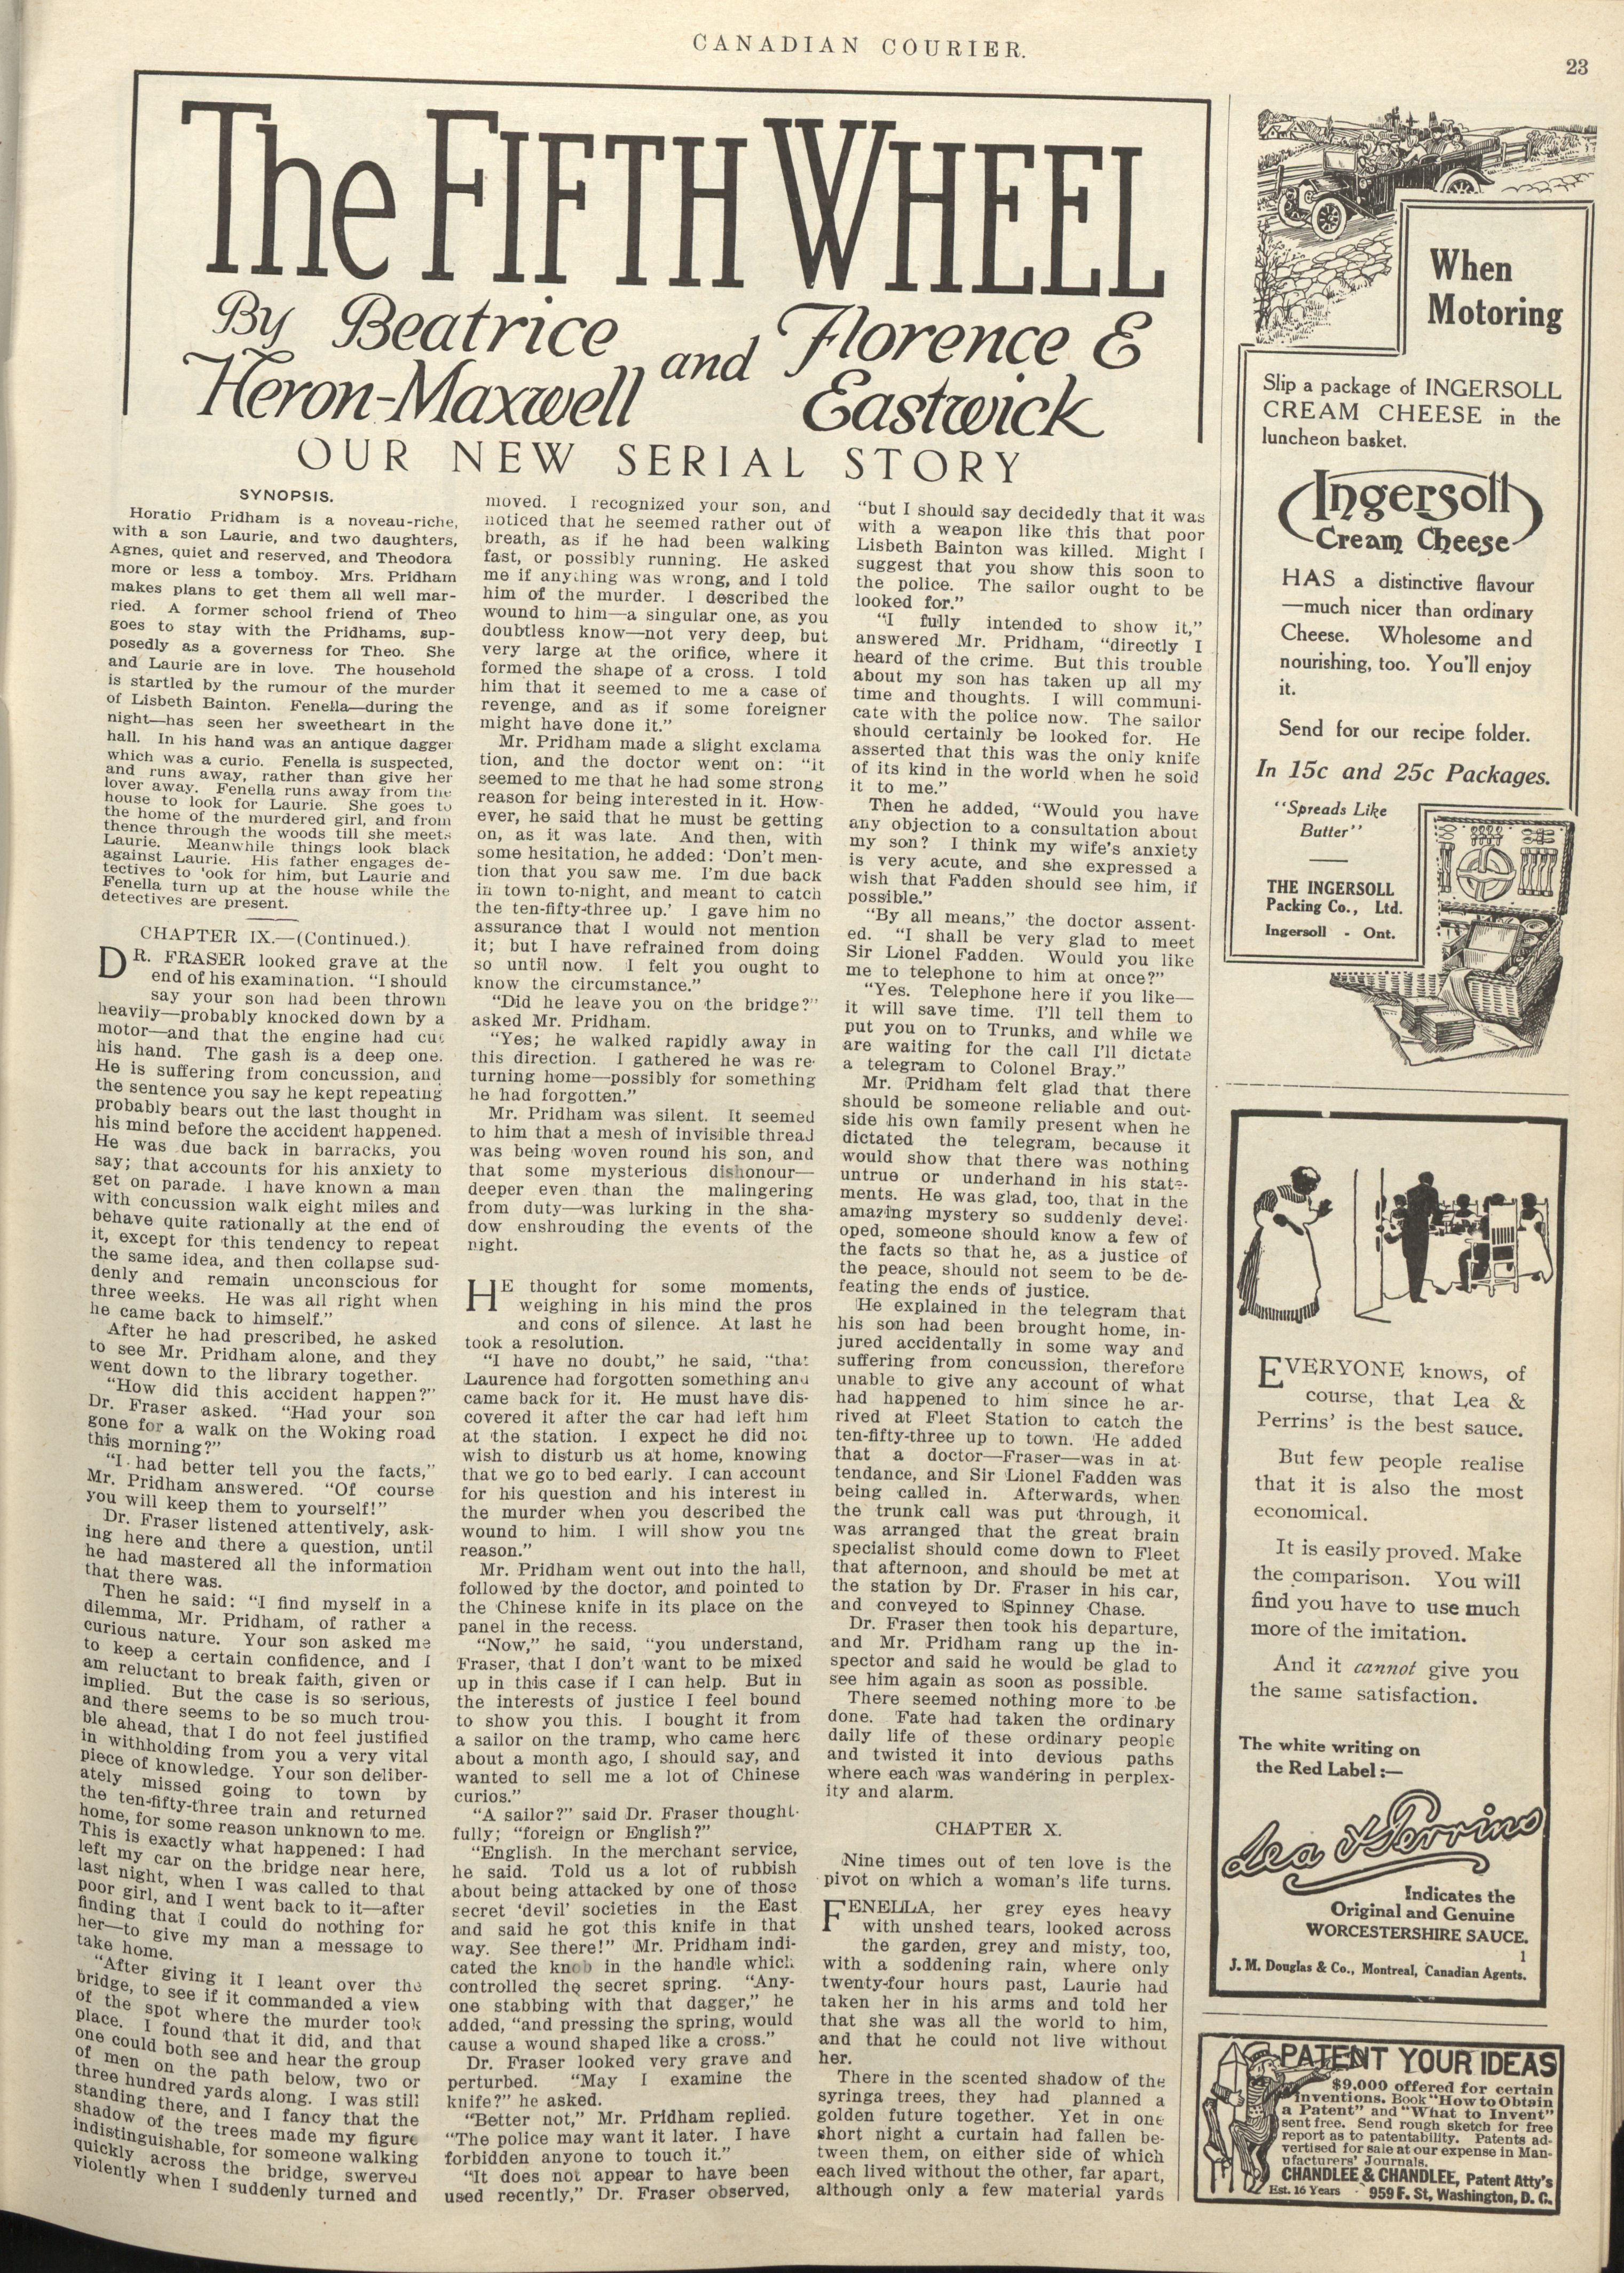 CANADIAN COURIER.
23
The FIFTH WHEEL
By Beatrice
Heron-Maxwell
and
Florence E
Eastwick
OUR NEW SERIAL STORY
SYNOPSIS.
Horatio Pridham is a noveau-riche,
with a son Laurie, and two daughters,
Agnes, quiet and reserved, and Theodora
more or less a tomboy. Mrs. Pridham
makes plans to get them all well mar-
ried. A former school friend of Theo
goes to stay with the Pridhams, sup-
posedly as a governess for Theo. She
and Laurie are in love. The household
is startled by the rumour of the murder
of Lisbeth Bainton. Fenella—during the
night—has seen her sweetheart in the
hall. In his hand was an antique dagger
which was a curio. Fenella is suspected,
and runs away, rather than give her
lover away. Fenella runs away from the
house to look for Laurie. She goes to
the home of the murdered girl, and from
thence through the woods till she meets
Laurie. Meanwhile things look black
against Laurie. His father engages de-
tectives to 'ook for him, but Laurie and
Fenella turn up at the house while the
detectives are present.
CHAPTER IX.—(Continued.)
DR. FRASER looked grave at the
end of his examination. "I should
say your son had been thrown
heavily—probably knocked down by a
motor—and that the engine had cut
his hand. The gash is a deep one.
He is suffering from concussion, and
the sentence you say he kept repeating
probably bears out the last thought in
his mind before the accident happened.
He was due back in barracks, you
say; that accounts for his anxiety to
get on parade. I have known a man
with concussion walk eight miles and
behave quite rationally at the end of
it, except for this tendency to repeat
the same idea, and then collapse sud-
denly and remain unconscious for
three weeks. He was all right when
he came back to himself."
After he had prescribed, he asked
to see Mr. Pridham alone, and they
went down to the library together.
"How did this accident happen?"
Dr. Fraser asked. "Had your son
gone for a walk on the Woking road
this morning?"
"I had better tell you the facts,"
Mr. Pridham answered. "Of course
you will keep them to yourself!"
Dr. Fraser listened attentively, ask-
ing here and there a question, until
he had mastered all the information
that there was.
Then he said: "I find myself in a
dilemma, Mr. Pridham, of rather a
curious nature. Your son asked me
to keep a certain confidence, and I
am reluctant to break faith, given or
implied. But the case is so serious,
and there seems to be so much trou-
ble ahead, that I do not feel justified
in withholding from you a very vital
piece of knowledge. Your son deliber-
ately missed going to town by
the ten-fifty-three train and returned
home, for some reason unknown to me.
This is exactly what happened: I had
left my car on the bridge near here,
last night, when I was called to that
poor girl, and I went back to it—after
finding that I could do nothing for
her—to give my man a message to
take home.
"After giving it I leant over the
bridge, to see if it commanded a view
of the spot where the murder took
place. I found that it did, and that
one could both see and hear the group
of men on the path below, two or
three hundred yards along. I was still
standing there, and I fancy that the
shadow of the trees made my figure
indistinguishable, for someone walking
quickly across the bridge, swerved
violently when I suddenly turned and
moved. I recognized your son, and
noticed that he seemed rather out of
breath, as if he had been walking
fast, or possibly running. He asked
me if anything was wrong, and I told
him of the murder. I described the
wound to him—a singular one, as you
doubtless know—not very deep, but
very large at the orifice, where it
formed the shape of a cross. I told
him that it seemed to me a case of
revenge, and as if some foreigner
might have done it."
Mr. Pridham made a slight exclama
tion, and the doctor went on: "it
seemed to me that he had some strong
reason for being interested in it. How-
ever, he said that he must be getting
on, as it was late. And then, with
some hesitation, he added: 'Don't men-
tion that you saw me. I'm due back
in town to-night, and meant to catch
the ten-fifty-three up.' I gave him no
assurance that I would not mention
it; but I have refrained from doing
so until now. I felt you ought to
know the circumstance."
"Did he leave you on the bridge?"
asked Mr. Pridham.
"Yes; he walked rapidly away in
this direction. I gathered he was re-
turning home—possibly for something
he had forgotten."
Mr. Pridham was silent. It seemed
to him that a mesh of invisible thread
was being woven round his son, and
that some mysterious dishonour—
deeper even than the malingering
from duty—was lurking in the sha-
dow enshrouding the events of the
night.
HE thought for some moments,
weighing in his mind the pros
and cons of silence. At last he
took a resolution.
"I have no doubt," he said, "that
Laurence had forgotten something and
came back for it. He must have dis-
covered it after the car had left him
at the station. I expect he did not
wish to disturb us at home, knowing
that we go to bed early. I can account
for his question and his interest in
the murder when you described the
wound to him. I will show you the
reason."
Mr. Pridham went out into the hall,
followed by the doctor, and pointed to
the Chinese knife in its place on the
panel in the recess.
"Now," he said, "you understand,
Fraser, that I don't want to be mixed
up in this case if I can help. But in
the interests of justice I feel bound
to show you this. I bought it from
a sailor on the tramp, who came here
about a month ago, I should say, and
wanted to sell me a lot of Chinese
curios."
"A sailor?" said Dr. Fraser thought-
fully; "foreign or English?"
"English. In the merchant service,
he said. Told us a lot of rubbish
about being attacked by one of those
secret 'devil' societies in the East
and said he got this knife in that
way. See there!" Mr. Pridham indi-
cated the knob in the handle which
controlled the secret spring. "Any-
one stabbing with that dagger," he
added, "and pressing the spring, would
cause a wound shaped like a cross."
Dr. Fraser looked very grave and
perturbed. "May I examine the
knife?" he asked.
"Better not," Mr. Pridham replied.
"The police may want it later. I have
forbidden anyone to touch it."
"It does not appear to have been
used recently," Dr. Fraser observed,
"but I should say decidedly that it was
with a weapon like this that poor
Lisbeth Bainton was killed. Might I
suggest that you show this soon to
the police. The sailor ought to be
looked for."
"I fully intended to show it,"
answered Mr. Pridham, "directly I
heard of the crime. But this trouble
about my son has taken up all my
time and thoughts. I will communi-
cate with the police now. The sailor
should certainly be looked for. He
asserted that this was the only knife
of its kind in the world when he sold
it to me."
Then he added, "Would you have
any objection to a consultation about
my son? I think my wife's anxiety
is very acute, and she expressed a
wish that Fadden should see him, if
possible."
"By all means," the doctor assent-
ed. "I shall be very glad to meet
Sir Lionel Fadden. Would you like
me to telephone to him at once?"
"Yes. Telephone here if you like—
it will save time. I'll tell them to
put you on to Trunks, and while we
are waiting for the call I'll dictate
a telegram to Colonel Bray."
Mr. Pridham felt glad that there
should be someone reliable and out-
side his own family present when he
dictated the telegram, because it
would show that there was nothing
untrue or underhand in his state-
ments. He was glad, too, that in the
amazing mystery so suddenly devel-
oped, someone should know a few of
the facts so that he, as a justice of
the peace, should not seem to be de-
feating the ends of justice.
He explained in the telegram that
his son had been brought home, in-
jured accidentally in some way and
suffering from concussion, therefore
unable to give any account of what
had happened to him since he ar-
rived at Fleet Station to catch the
ten-fifty-three up to town. He added
that a doctor—Fraser—was in at-
tendance, and Sir Lionel Fadden was
being called in. Afterwards, when
the trunk call was put through, it
was arranged that the great brain
specialist should come down to Fleet
that afternoon, and should be met at
the station by Dr. Fraser in his car,
and conveyed to Spinney Chase.
Dr. Fraser then took his departure,
and Mr. Pridham rang up the in-
spector and said he would be glad to
see him again as soon as possible.
There seemed nothing more to be
done. Fate had taken the ordinary
daily life of these ordinary people
and twisted it into devious paths
where each was wandering in perplex-
ity and alarm.
CHAPTER X.
Nine times out of ten love is the
pivot on which a woman's life turns.
FENELLA, her grey eyes heavy
with unshed tears, looked across
the garden, grey and misty, too,
with a soddening rain, where only
twenty-four hours past, Laurie had
taken her in his arms and told her
that she was all the world to him,
and that he could not live without
her.
There in the scented shadow of the
syringa trees, they had planned a
golden future together. Yet in one
short night a curtain had fallen be-
tween them, on either side of which
each lived without the other, far apart,
although only a few material yards
When
Motoring
Slip a package of INGERSOLL
CREAM CHEESE in the
luncheon basket.
Ingersoll
Cream Cheese
HAS a distinctive flavour
—much nicer than ordinary
Cheese. Wholesome and
nourishing, too. You'll enjoy
it.
Send for our recipe folder.
In 15c and 25c Packages.
"Spreads Like
Butter"
THE INGERSOLL
Packing Co., Ltd.
Ingersoll - Ont.
EVERYONE knows, of
course, that Lea &
Perrins' is the best sauce.
But few people realise
that it is also the most
economical.
It is easily proved. Make
the comparison. You will
find you have to use much
more of the imitation.
And it cannot give you
the same satisfaction.
The white writing on
the Red Label:—
Lea & Perrins
Indicates the
Original and Genuine
WORCESTERSHIRE SAUCE.
1
J. M. Douglas & Co., Montreal, Canadian Agents.
PATENT YOUR IDEAS
$9,000 offered for certain
inventions. Book "How to Obtain
a Patent" and "What to Invent"
sent free. Send rough sketch for free
report as to patentability. Patents ad-
vertised for sale at our expense in Man-
ufacturers' Journals.
CHANDLEE & CHANDLEE, Patent Atty's
Est. 16 Years 959 F. St, Washington, D. C.